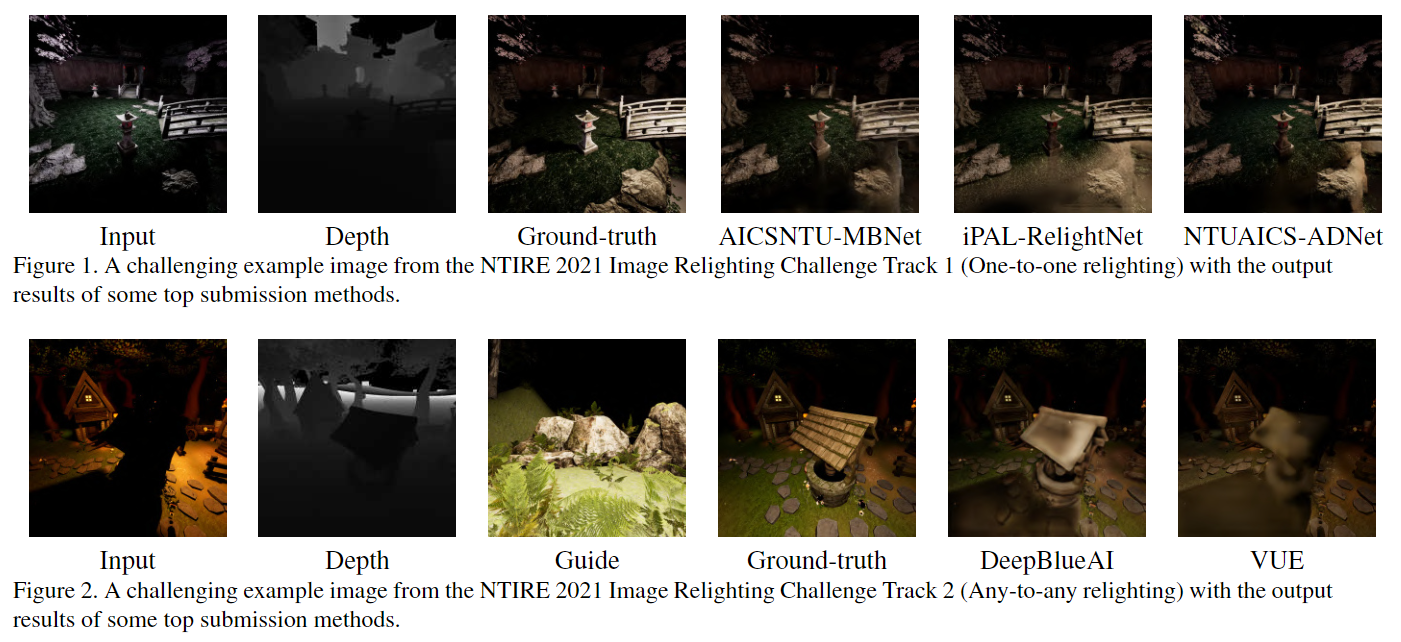 Input Depth Ground-truth AICSNTU-MBNet iPAL-RelightNet NTUAICS-ADNet
Figure 1. A challenging example image from the NTIRE 2021 Image Relighting Challenge Track 1 (One-to-one relighting) with the output
results of some top submission methods.
Input Depth Guide Ground-truth DeepBlueAI VUE
Figure 2. A challenging example image from the NTIRE 2021 Image Relighting Challenge Track 2 (Any-to-any relighting) with the output
results of some top submission methods.